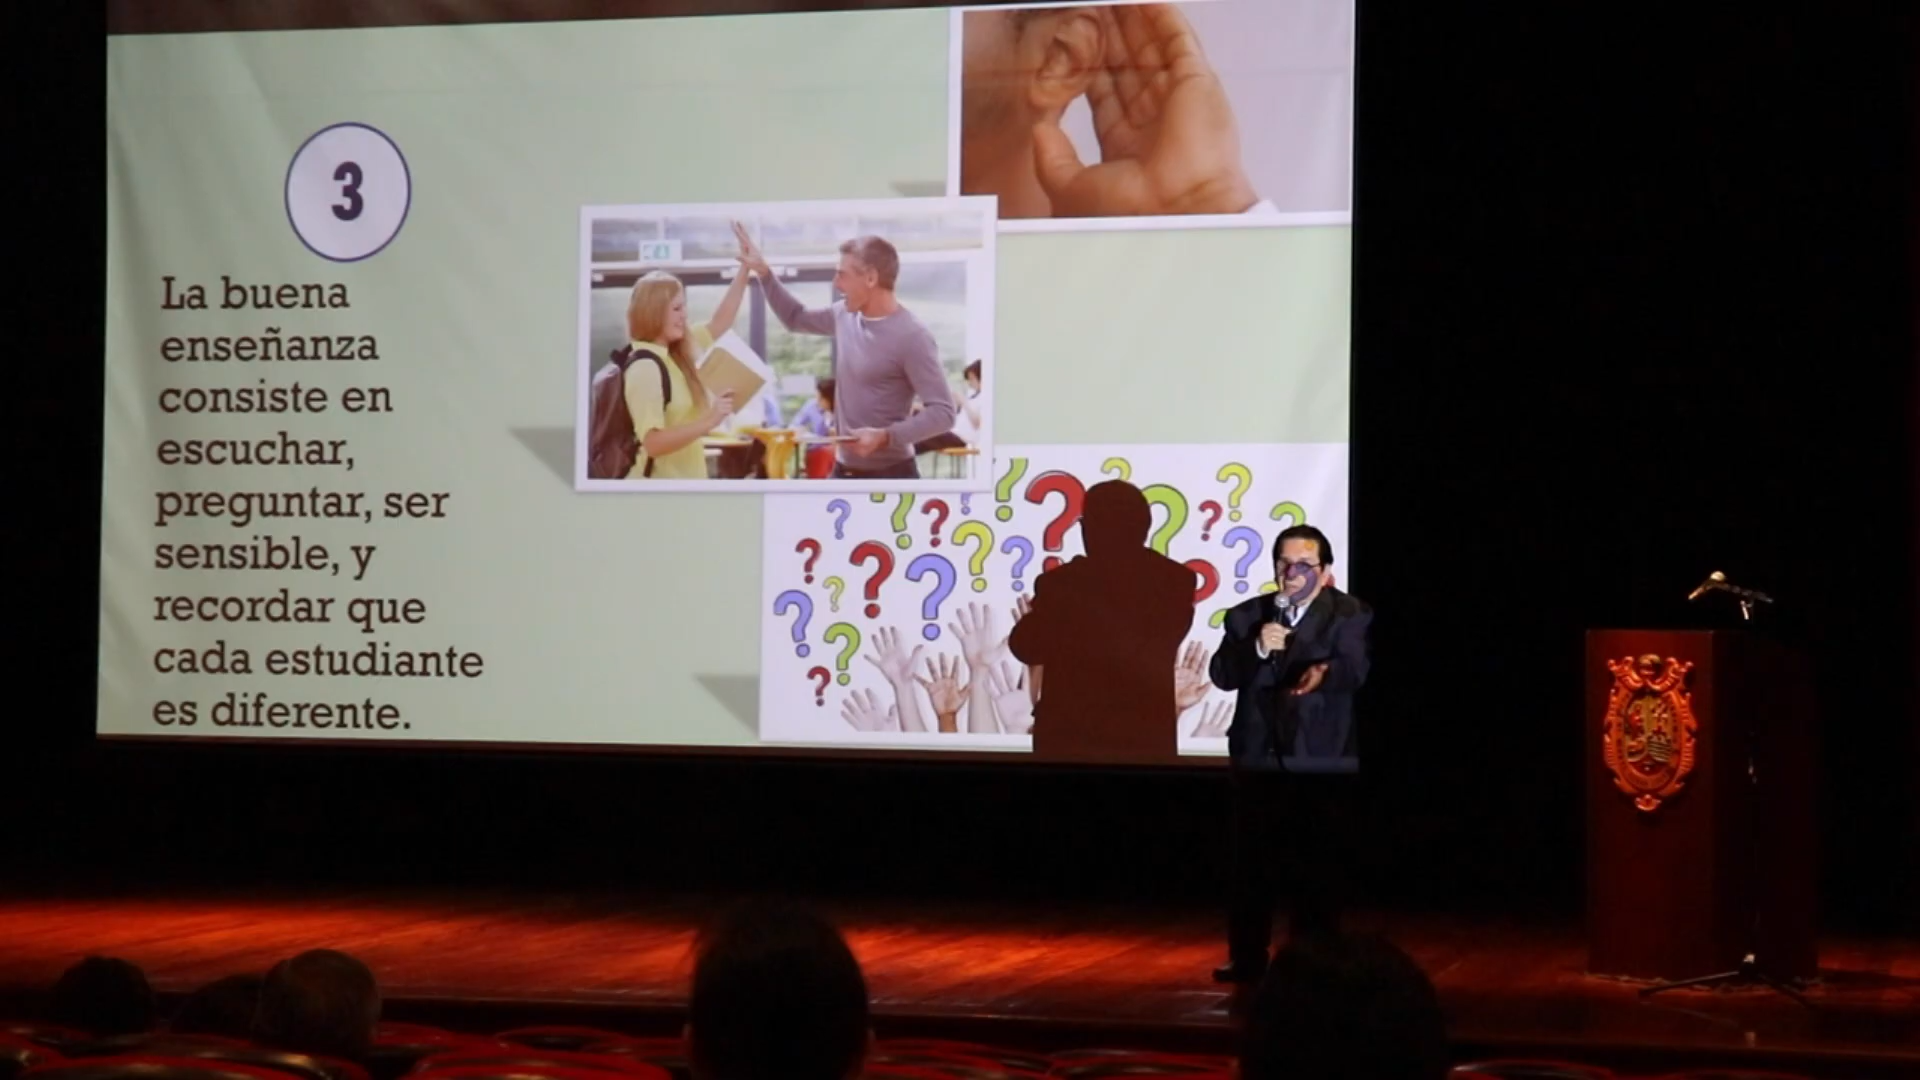 3
La buena
enseñanza
consiste en
escuchar,
preguntar, ser
sensible, y
recordar que
cada estudiante
es diferente.